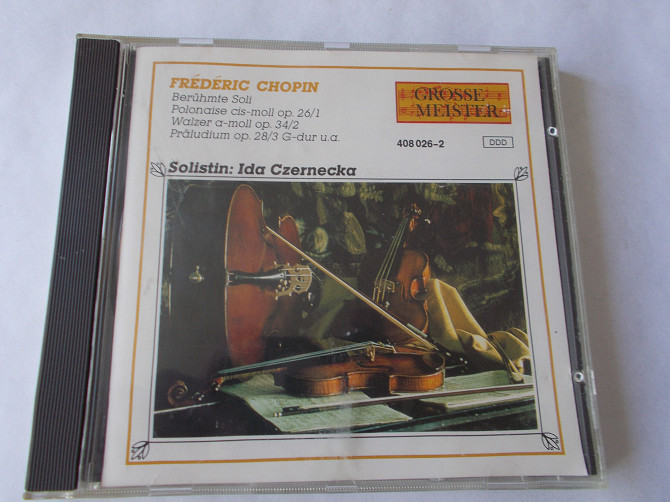 FRÉDÉRIC CHOPIN
Berühmte Soli
Polonaise cis-moll op. 26/1
Walzer a-moll op. 34/2
Präludium op. 28/3 G-dur u.a.
GROSSE
MEISTER
408 026-2
DDD
Solistin: Ida Czernecka